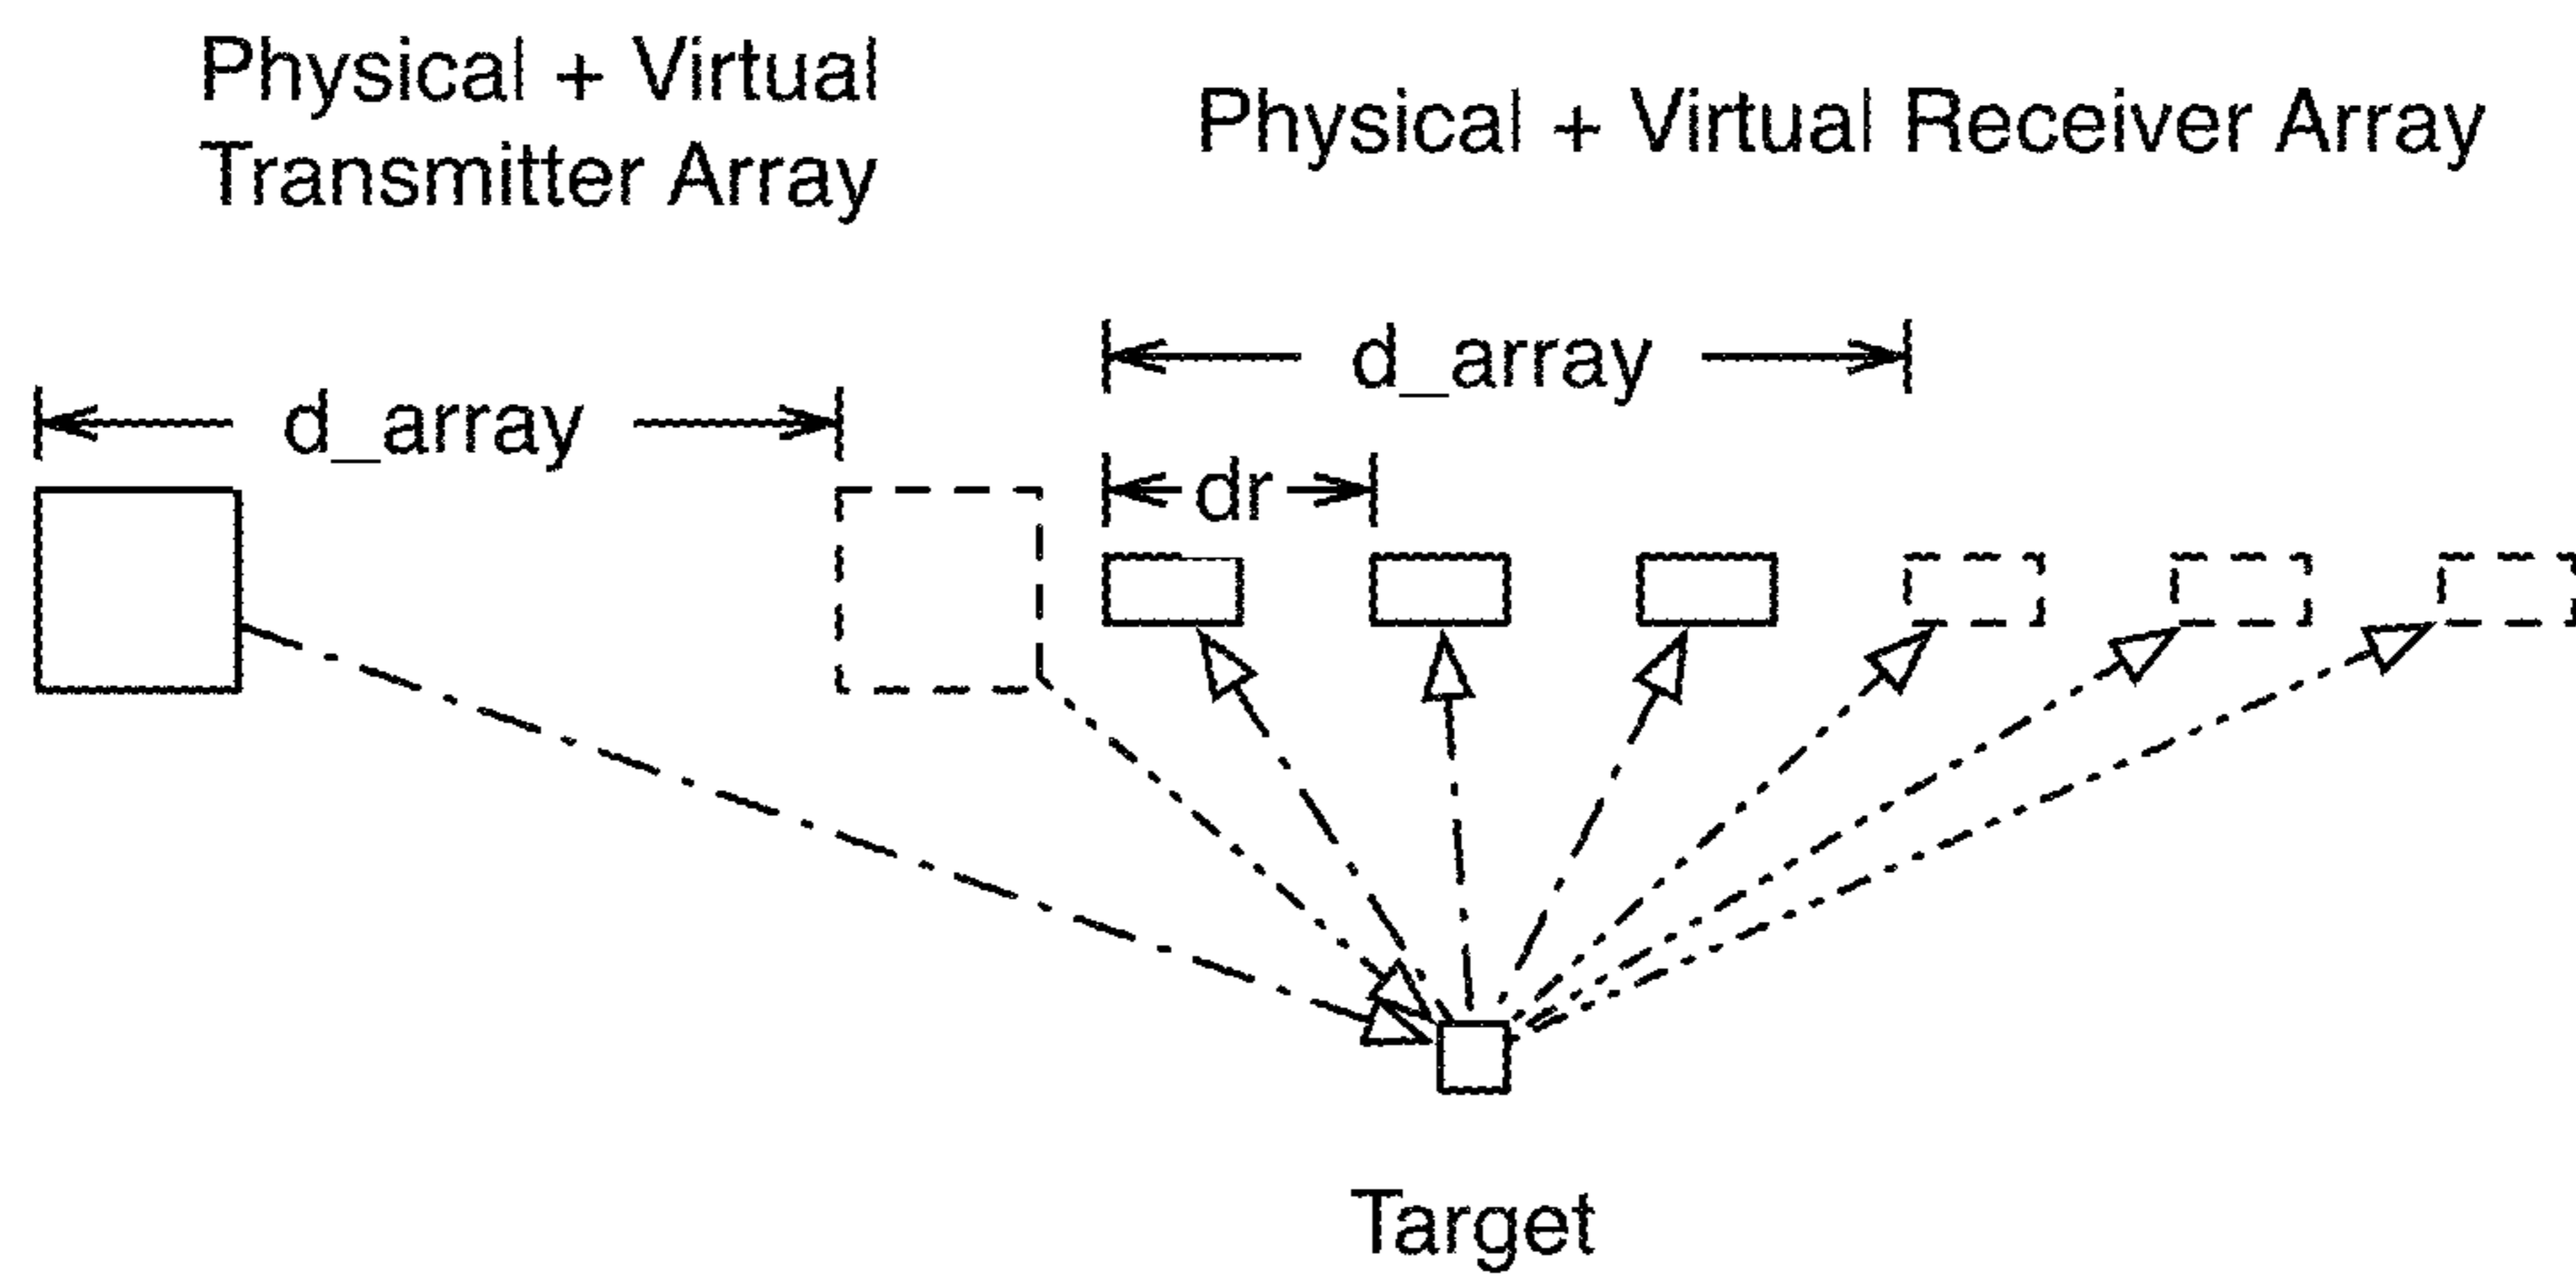 Physical + Virtual
Transmitter Array
Physical + Virtual Receiver Array
d_array
d_array
dr
Target